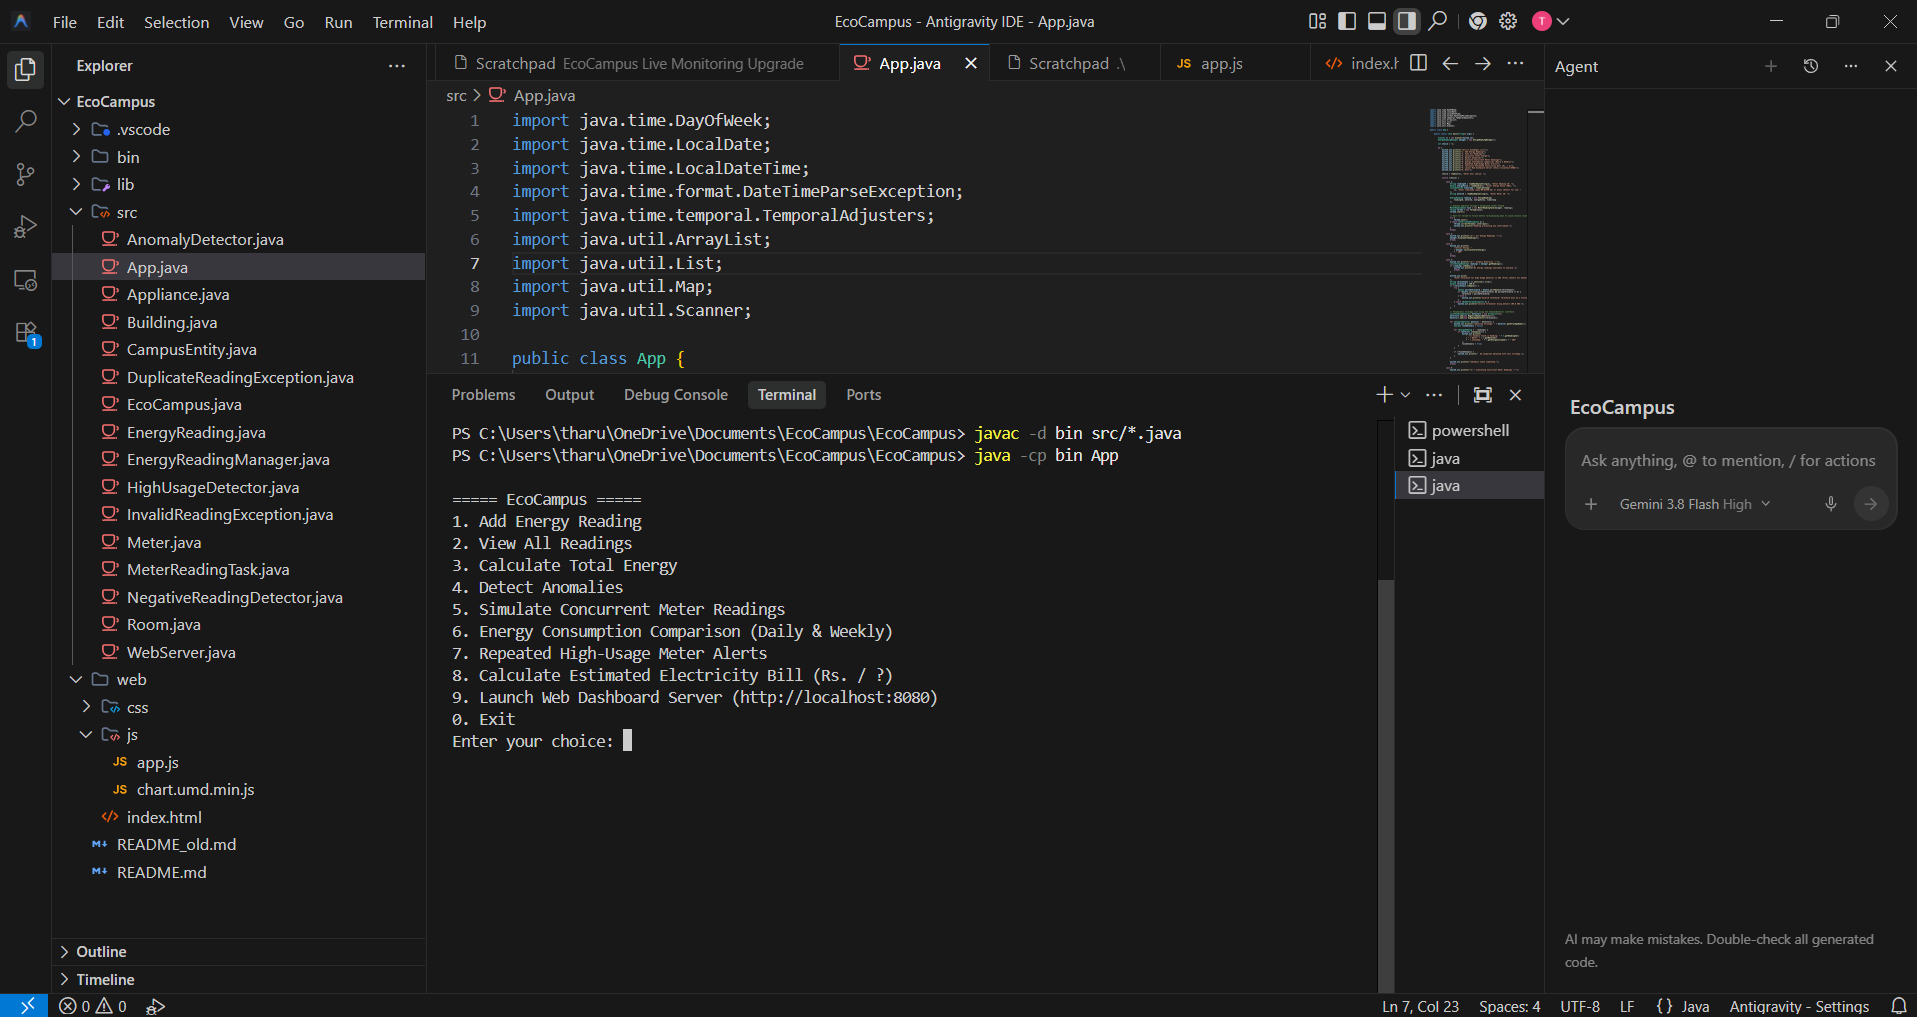 File Edit Selection View Go Run Terminal Help
EcoCampus - Antigravity IDE - App.java
T
Explorer
EcoCampus
.vscode
bin
lib
src
AnomalyDetector.java
App.java
Appliance.java
Building.java
CampusEntity.java
DuplicateReadingException.java
EcoCampus.java
EnergyReading.java
EnergyReadingManager.java
HighUsageDetector.java
InvalidReadingException.java
Meter.java
MeterReadingTask.java
NegativeReadingDetector.java
Room.java
WebServer.java
web
css
js
JS app.js
JS chart.umd.min.js
index.html
README_old.md
README.md
Outline
Timeline
1
Scratchpad EcoCampus Live Monitoring Upgrade
App.java
Scratchpad .\
JS app.js
index.h
src > App.java
1 import java.time.DayOfWeek;
2 import java.time.LocalDate;
3 import java.time.LocalDateTime;
4 import java.time.format.DateTimeParseException;
5 import java.time.temporal.TemporalAdjusters;
6 import java.util.ArrayList;
7 import java.util.List;
8 import java.util.Map;
9 import java.util.Scanner;
10
11 public class App {
Problems Output Debug Console Terminal Ports
PS C:\Users\tharu\OneDrive\Documents\EcoCampus\EcoCampus> javac -d bin src/*.java
PS C:\Users\tharu\OneDrive\Documents\EcoCampus\EcoCampus> java -cp bin App
===== EcoCampus =====
1. Add Energy Reading
2. View All Readings
3. Calculate Total Energy
4. Detect Anomalies
5. Simulate Concurrent Meter Readings
6. Energy Consumption Comparison (Daily & Weekly)
7. Repeated High-Usage Meter Alerts
8. Calculate Estimated Electricity Bill (Rs. / ?)
9. Launch Web Dashboard Server (http://localhost:8080)
0. Exit
Enter your choice:
powershell
java
java
Agent
EcoCampus
Ask anything, @ to mention, / for actions
Gemini 3.8 Flash High
AI may make mistakes. Double-check all generated
code.
0 0
Ln 7, Col 23 Spaces: 4 UTF-8 LF {} Java Antigravity - Settings